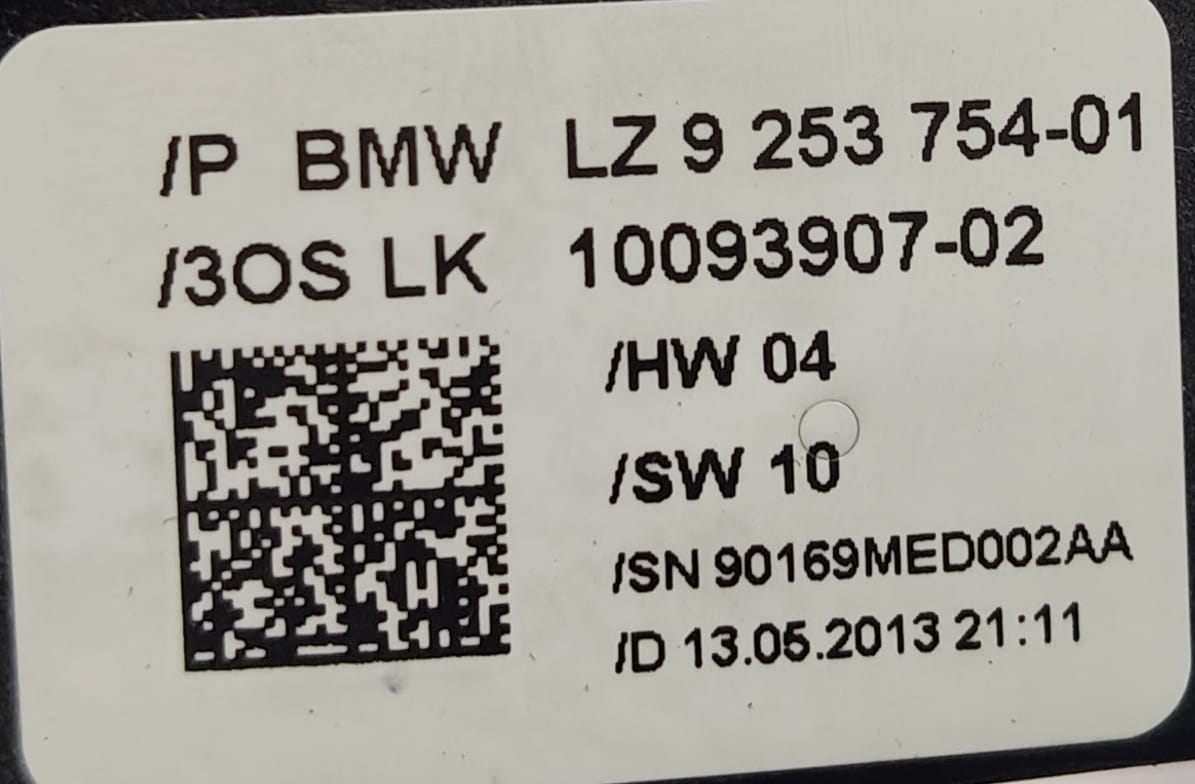 /P BMW LZ 9 253 754-01
/3OS LK 10093907-02
/HW 04
/SW 10
/SN 90169MED002AA
/D 13.05.2013 21:11